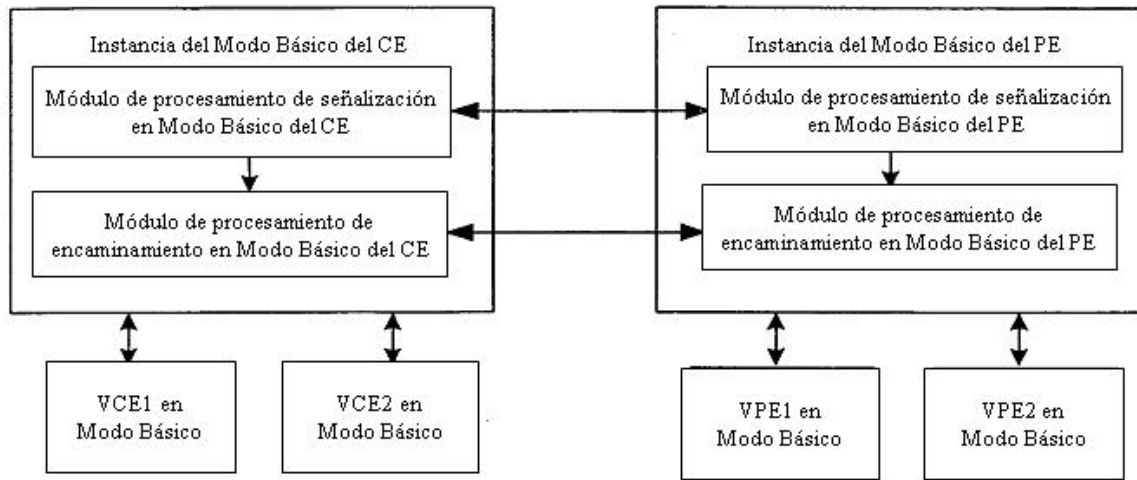 Instancia del Modo Básico del CE
Módulo de procesamiento de señalización
en Modo Básico del CE
Módulo de procesamiento de
encaminamiento en Modo Básico del CE
VCE1 en
Modo Básico
VCE2 en
Modo Básico
Instancia del Modo Básico del PE
Módulo de procesamiento de señalización
en Modo Básico del PE
Módulo de procesamiento de
encaminamiento en Modo Básico del PE
VPE1 en
Modo Básico
VPE2 en
Modo Básico